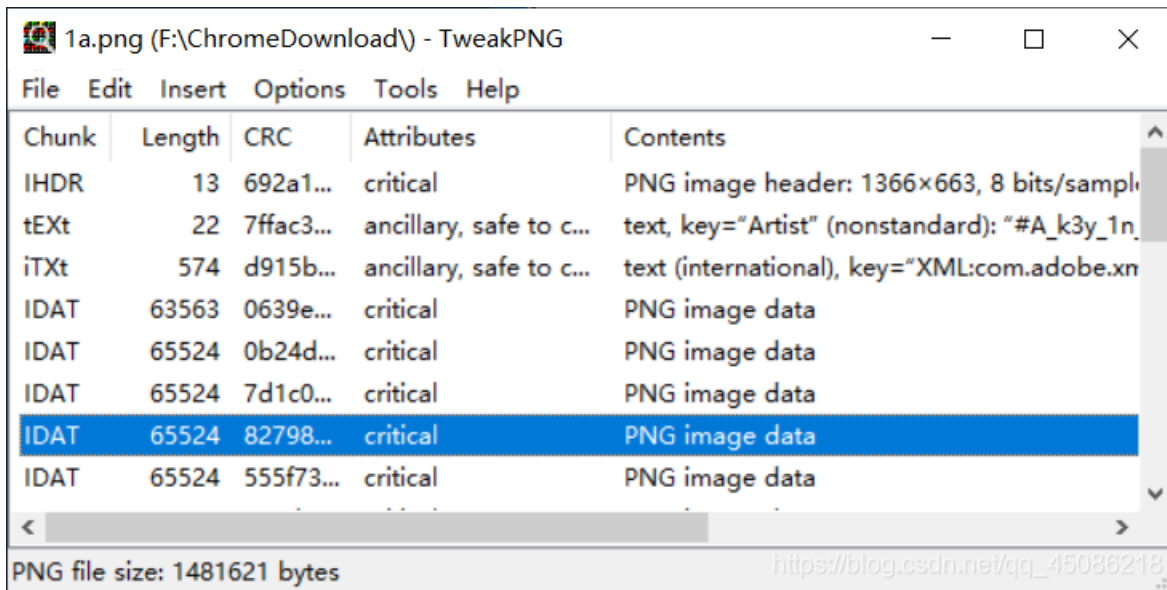 1a.png (F:\ChromeDownload\) - TweakPNG
File Edit Insert Options Tools Help
Chunk Length CRC Attributes Contents
IHDR 13 692a1... critical PNG image header: 1366×663, 8 bits/sampl
tEXt 22 7ffac3... ancillary, safe to c... text, key=“Artist” (nonstandard): “#A_k3y_1n_
iTXt 574 d915b... ancillary, safe to c... text (international), key=“XML:com.adobe.xm
IDAT 63563 0639e... critical PNG image data
IDAT 65524 0b24d... critical PNG image data
IDAT 65524 7d1c0... critical PNG image data
IDAT 65524 82798... critical PNG image data
IDAT 65524 555f73... critical PNG image data
PNG file size: 1481621 bytes
https://blog.csdn.net/qq_45086218